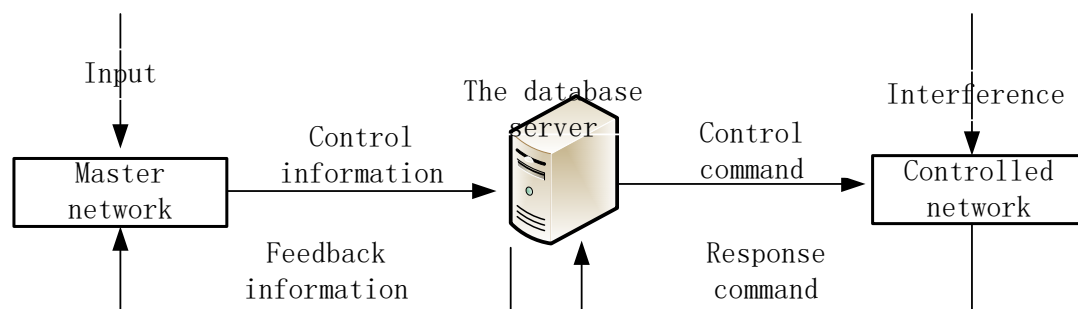 Input
The database
server
Interference
Control
information
Control
command
Master
network
Controlled
network
Feedback
information
Response
command